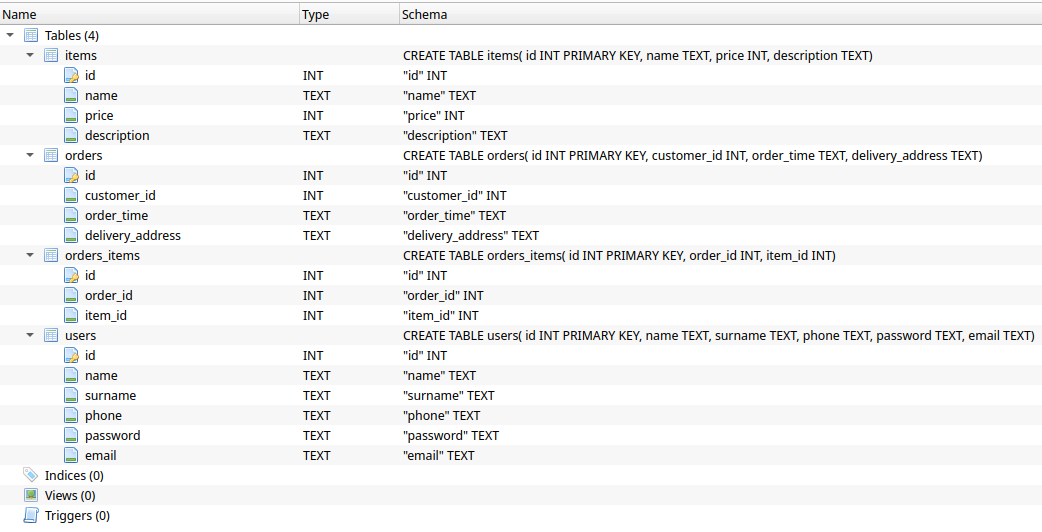 Name Type Schema
Tables (4)
items CREATE TABLE items( id INT PRIMARY KEY, name TEXT, price INT, description TEXT)
id INT "id" INT
name TEXT "name" TEXT
price INT "price" INT
description TEXT "description" TEXT
orders CREATE TABLE orders( id INT PRIMARY KEY, customer_id INT, order_time TEXT, delivery_address TEXT)
id INT "id" INT
customer_id INT "customer_id" INT
order_time TEXT "order_time" TEXT
delivery_address TEXT "delivery_address" TEXT
orders_items CREATE TABLE orders_items( id INT PRIMARY KEY, order_id INT, item_id INT)
id INT "id" INT
order_id INT "order_id" INT
item_id INT "item_id" INT
users CREATE TABLE users( id INT PRIMARY KEY, name TEXT, surname TEXT, phone TEXT, password TEXT, email TEXT)
id INT "id" INT
name TEXT "name" TEXT
surname TEXT "surname" TEXT
phone TEXT "phone" TEXT
password TEXT "password" TEXT
email TEXT "email" TEXT
Indices (0)
Views (0)
Triggers (0)